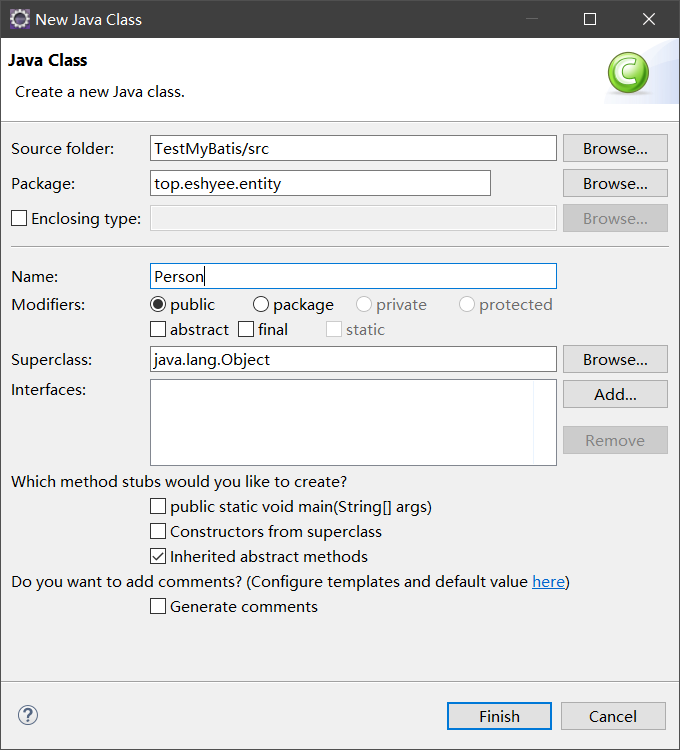 New Java Class
Java Class
Create a new Java class.
Source folder: TestMyBatis/src Browse...
Package: top.eshyee.entity Browse...
Enclosing type: Browse...
Name: Person
Modifiers: public package private protected
abstract final static
Superclass: java.lang.Object Browse...
Interfaces: Add...
Remove
Which method stubs would you like to create?
public static void main(String[] args)
Constructors from superclass
Inherited abstract methods
Do you want to add comments? (Configure templates and default value here)
Generate comments
? Finish Cancel